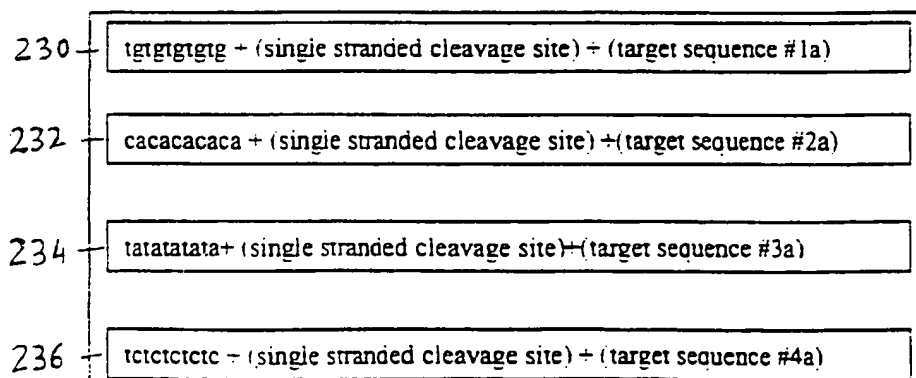 230 tgtgtgtgtg + (single stranded cleavage site) + (target sequence #1a)
232 cacacacaca + (single stranded cleavage site) +(target sequence #2a)
234 tatatatata+ (single stranded cleavage site)+(target sequence #3a)
236 tctctctctc + (single stranded cleavage site) + (target sequence #4a)